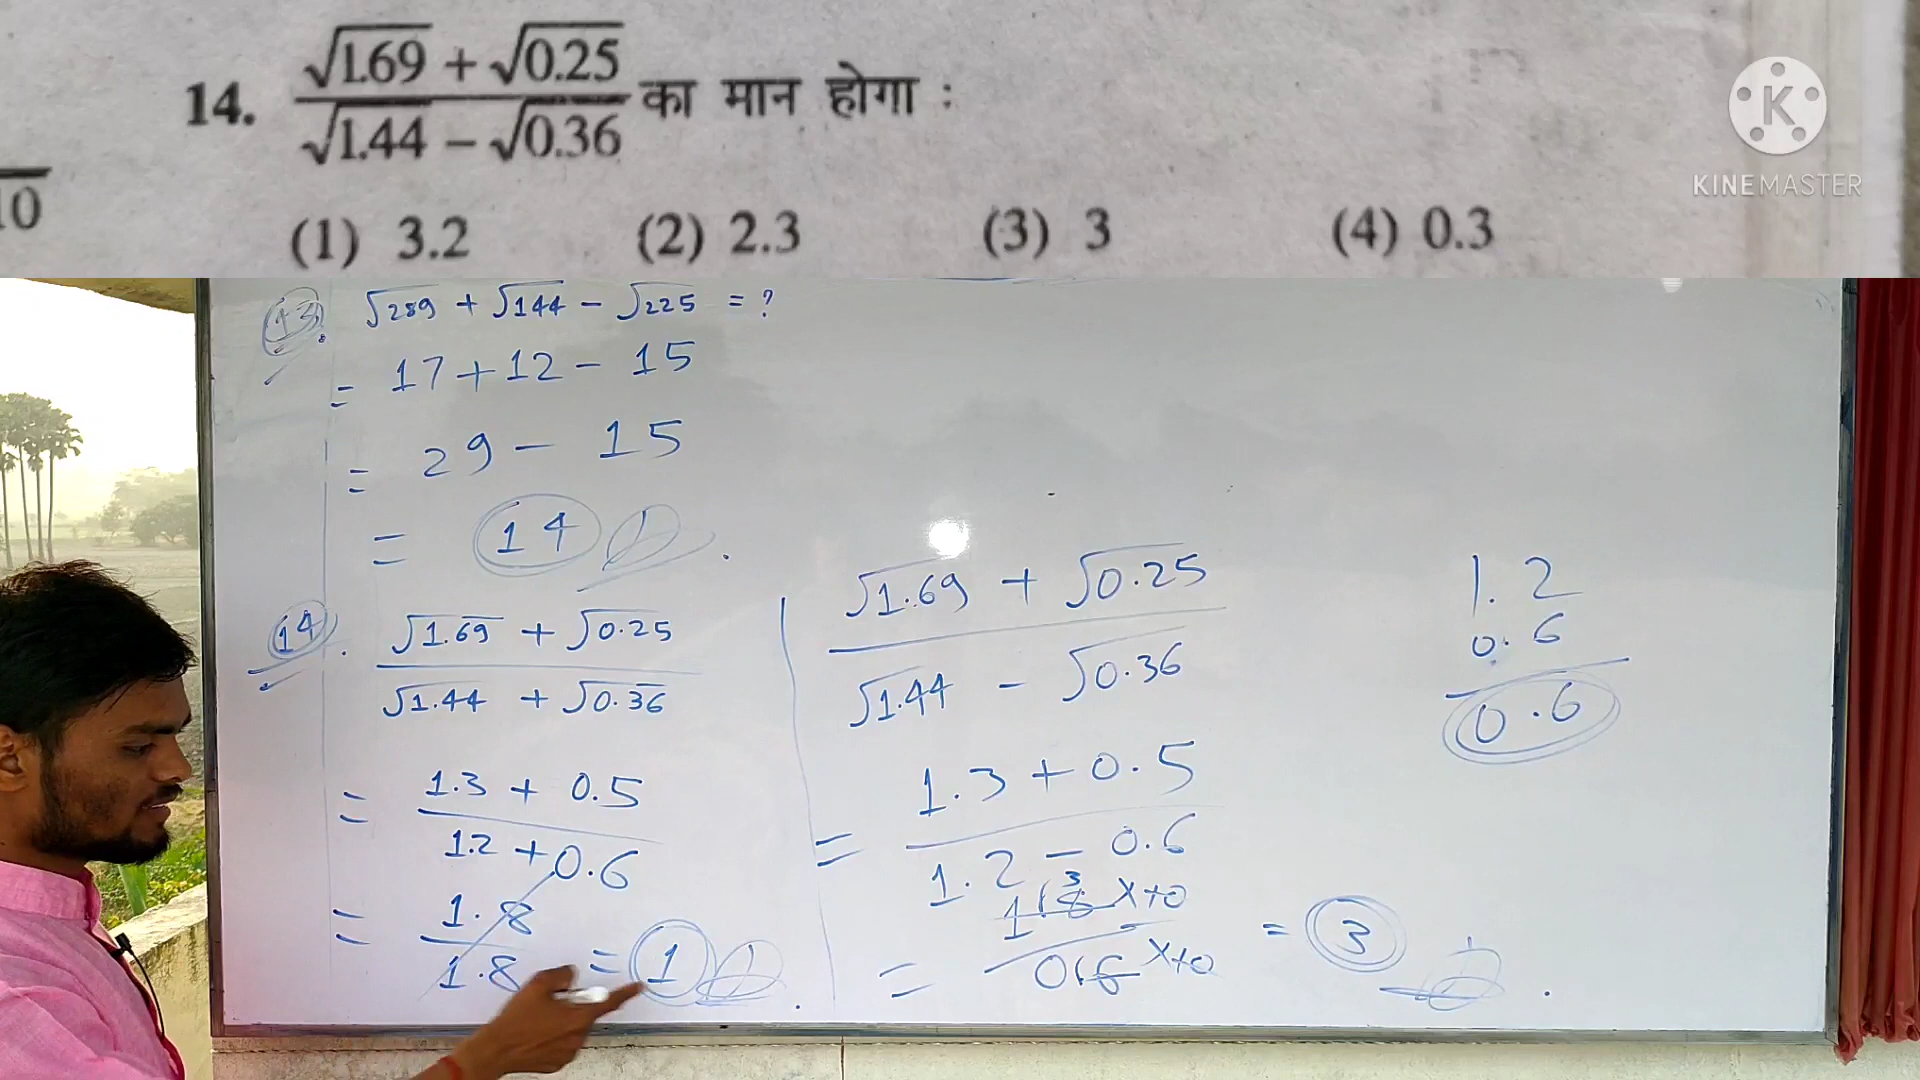 14. √1.69 + √0.25 / √1.44 − √0.36 का मान होगा :
10
(1) 3.2 (2) 2.3 (3) 3 (4) 0.3
KINEMASTER
13. √289 + √144 − √225 = ?
= 17 + 12 − 15
= 29 − 15
= 14
14. √1.69 + √0.25
√1.44 + √0.36
= 1.3 + 0.5
1.2 + 0.6
= 1.8
1.8 = 1
√1.69 + √0.25
√1.44 − √0.36
= 1.3 + 0.5
1.2 − 0.6
= 1.8 × 10
0.6 × 10
3
= 3
1.2
0.6
0.6